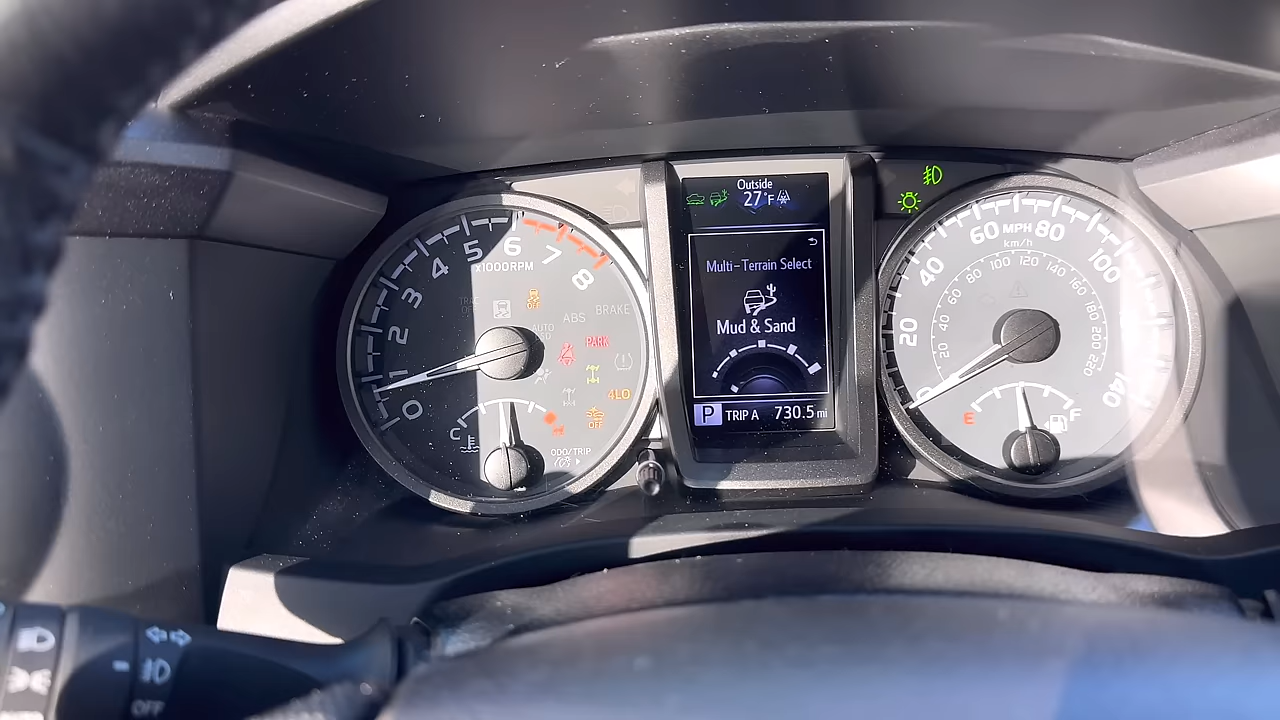 0
1
2
3
4
5
6
7
8
x1000RPM
TRAC
OFF
OFF
ABS
BRAKE
AUTO
PARK
4LO
OFF
C
ODO/TRIP
Outside
27°F
Multi-Terrain Select
Mud & Sand
P TRIP A 730.5 mi
0
20
40
60 MPH 80
100
140
km/h
20
40
60
80
100
120
140
160
180
200
220
E
F
OFF